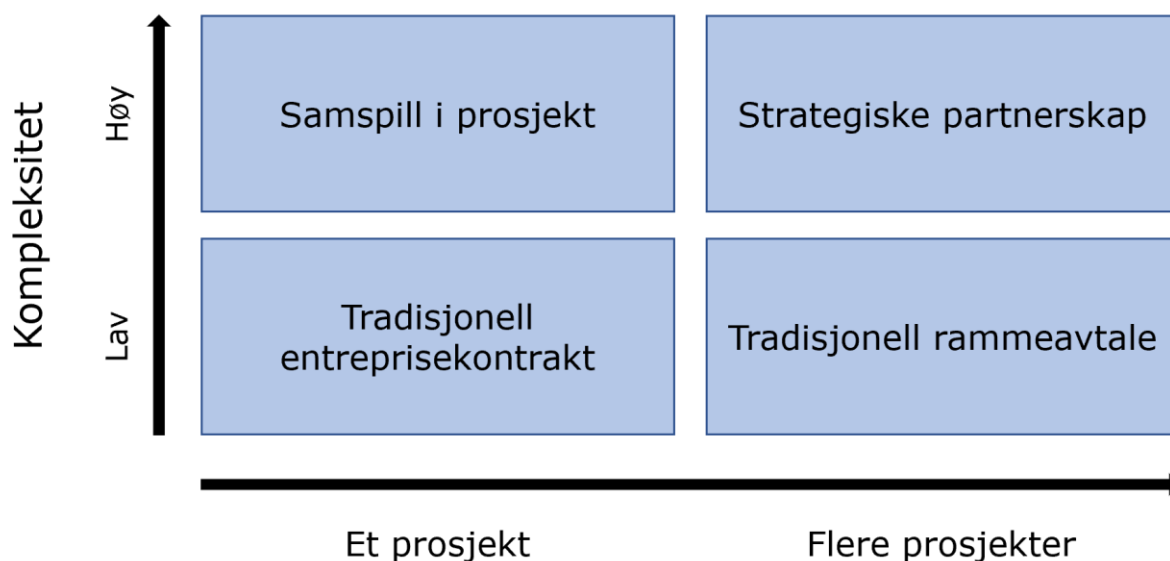 Kompleksitet
Høy
Samspill i prosjekt
Strategiske partnerskap
Lav
Tradisjonell
entreprisekontrakt
Tradisjonell rammeavtale
Et prosjekt
Flere prosjekter